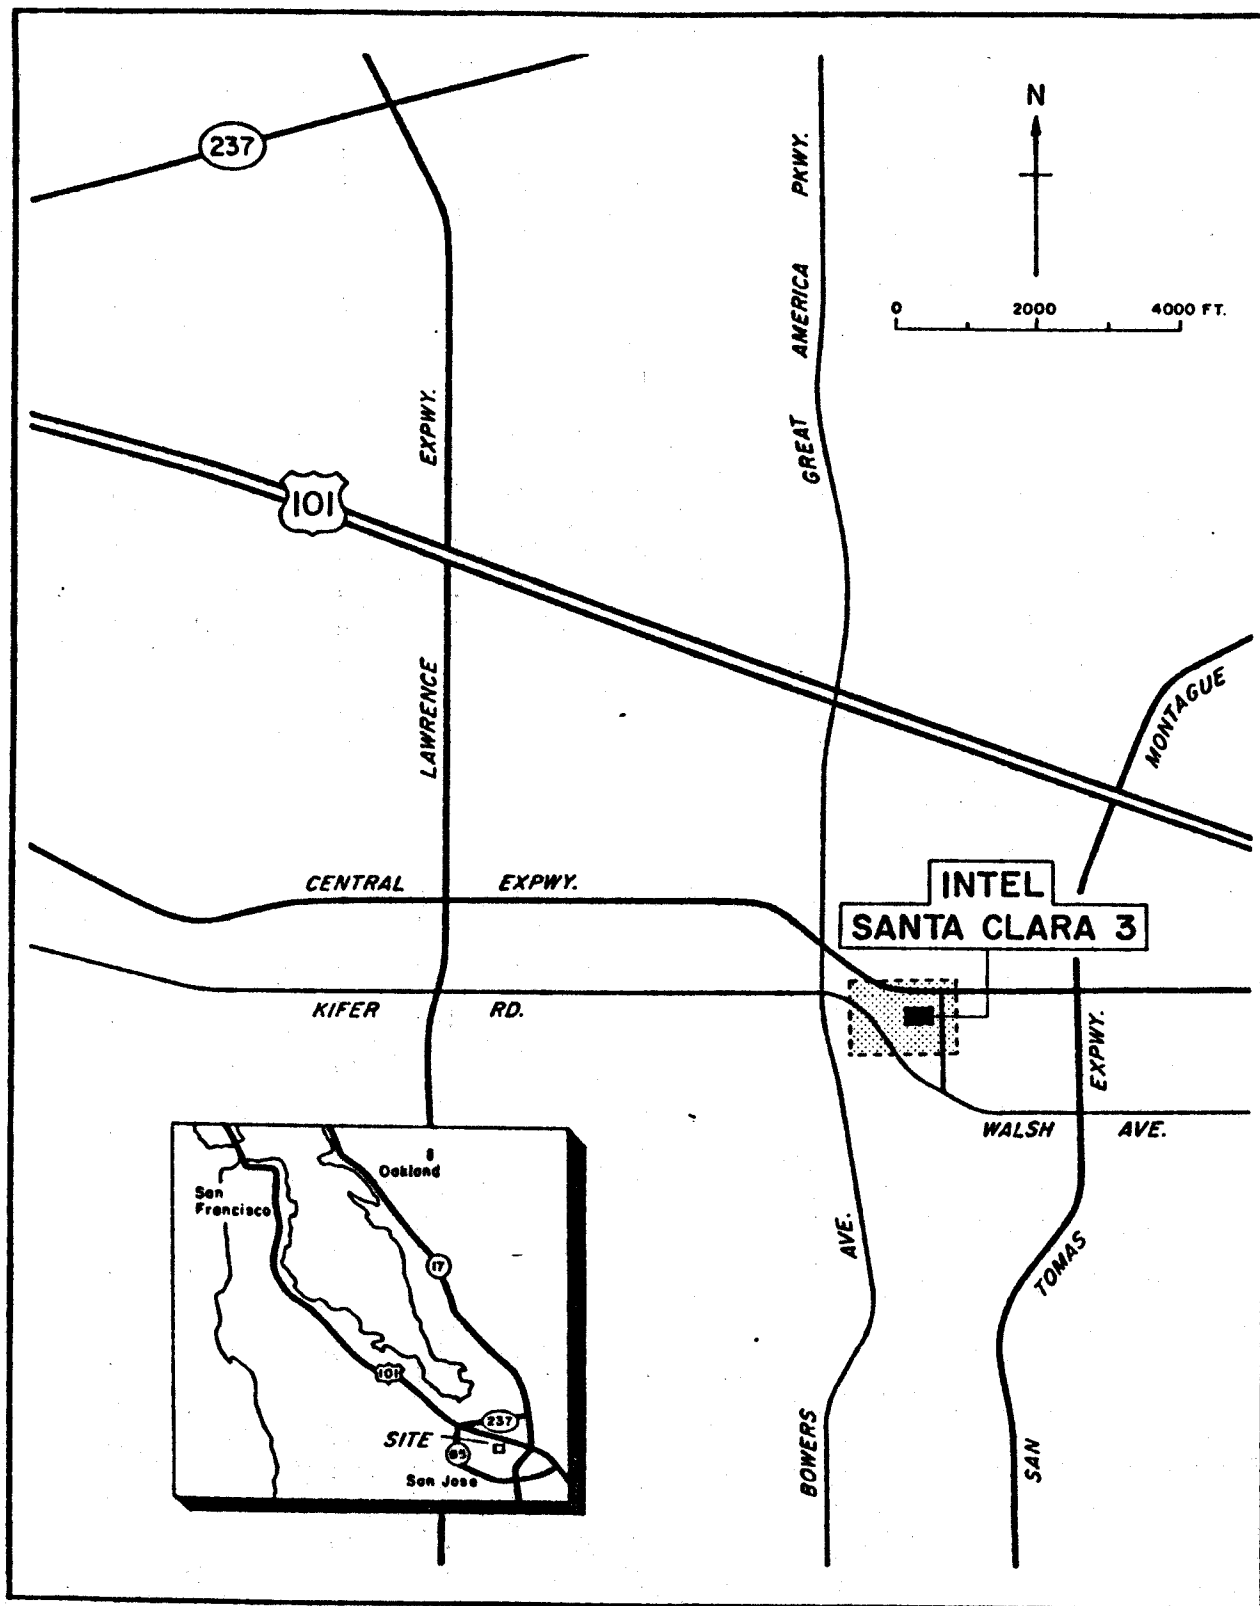 237
N
GREAT AMERICA PKWY.
0 2000 4000 FT.
101
LAWRENCE EXPWY.
MONTAGUE
INTEL
SANTA CLARA 3
CENTRAL EXPWY.
KIFER RD.
EXPWY.
WALSH AVE.
TOMAS
SAN
AVE.
BOWERS
Oakland
San
Francisco
17
101
237
SITE
85
San Jose